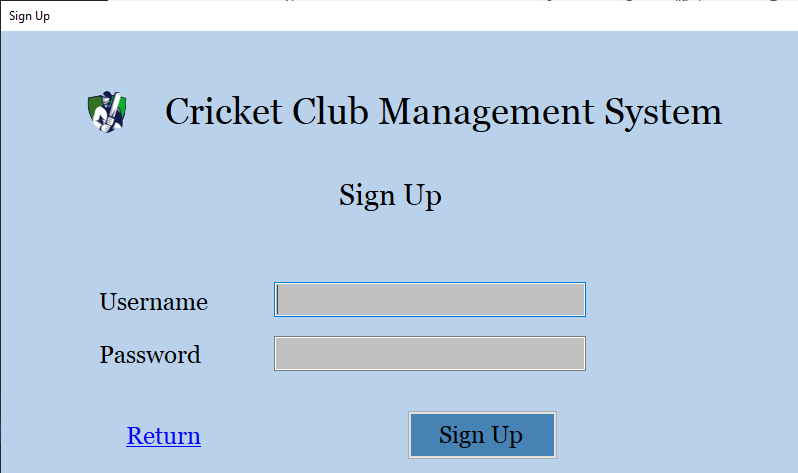 Sign Up
Cricket Club Management System
Sign Up
Username
Password
Return Sign Up